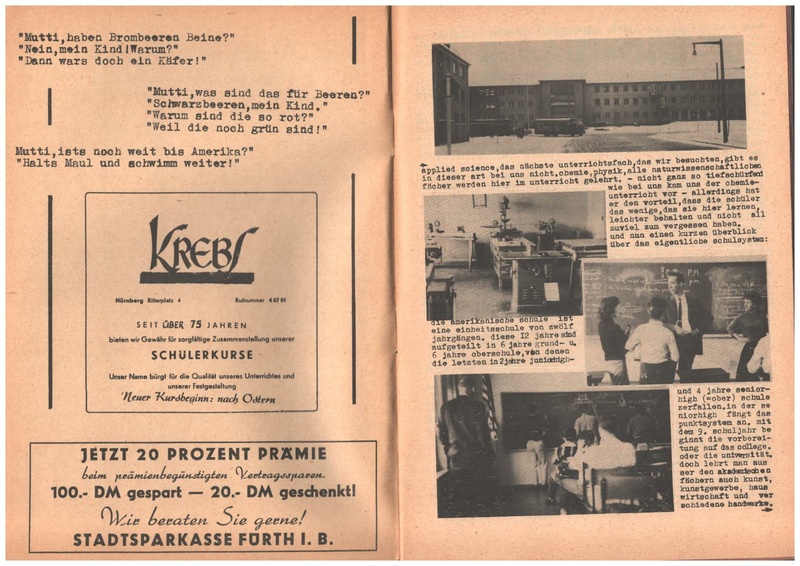 "Mutti,haben Brombeeren Beine?"
"Nein,mein Kind!Warum?"
"Dann wars doch ein Käfer!"
"Mutti,was sind das für Beeren?"
"Schwarzbeeren,mein Kind."
"Warum sind die so rot?"
"Weil die noch grün sind!"
Mutti,ists noch weit bis Amerika?"
"Halts Maul und schwimm weiter!"
KREBS
Nürnberg Ritterplatz 4 Rufnummer 6 07 01
SEIT ÜBER 75 JAHREN
bieten wir Gewähr für sorgfältige Zusammenstellung unserer
SCHÜLERKURSE
Unser Name bürgt für die Qualität unseres Unterrichtes und
unserer Festgestaltung
Neuer Kursbeginn: nach Ostern
JETZT 20 PROZENT PRÄMIE
beim prämienbegünstigten Vertragssparen.
100.- DM gespart — 20.- DM geschenkt!
Wir beraten Sie gerne!
STADTSPARKASSE FÜRTH I. B.
applied science,das nächste unterrichtsfach,das wir besuchten,gibt es
in dieser art bei uns nicht.chemie,physik,alle naturwissenschaftlichen
fächer werden hier im unterricht gelehrt. - nicht ganz so tiefschürfend
wie bei uns kam uns der chemie-
unterricht vor - allerdings hat
er den vorteil,dass die schüler
das wenige,das sie hier lernen,
leichter behalten und nicht all
zuviel zum vergessen haben.
und nun einen kurzen überblick
über das eigentliche schulsystem:
die amerikanische schule ist
eine einheitsschule von zwölf
jahrgängen. diese 12 jahre sind
aufgeteilt in 6 jahre grund- u.
6 jahre oberschule,von denen
die letzten in 2 jahre juniorhigh-
und 4 jahre senior-
high (=ober) schule
zerfallen.in der se
niorhigh fängt das
punktsystem an. mit
dem 9. schuljahr be
ginnt die vorberei-
tung auf das college.
oder die universität.
doch lehrt man aus
ser den akademischen
fächern auch kunst,
kunstgewerbe, haus
wirtschaft und ver
schiedene handwerke.